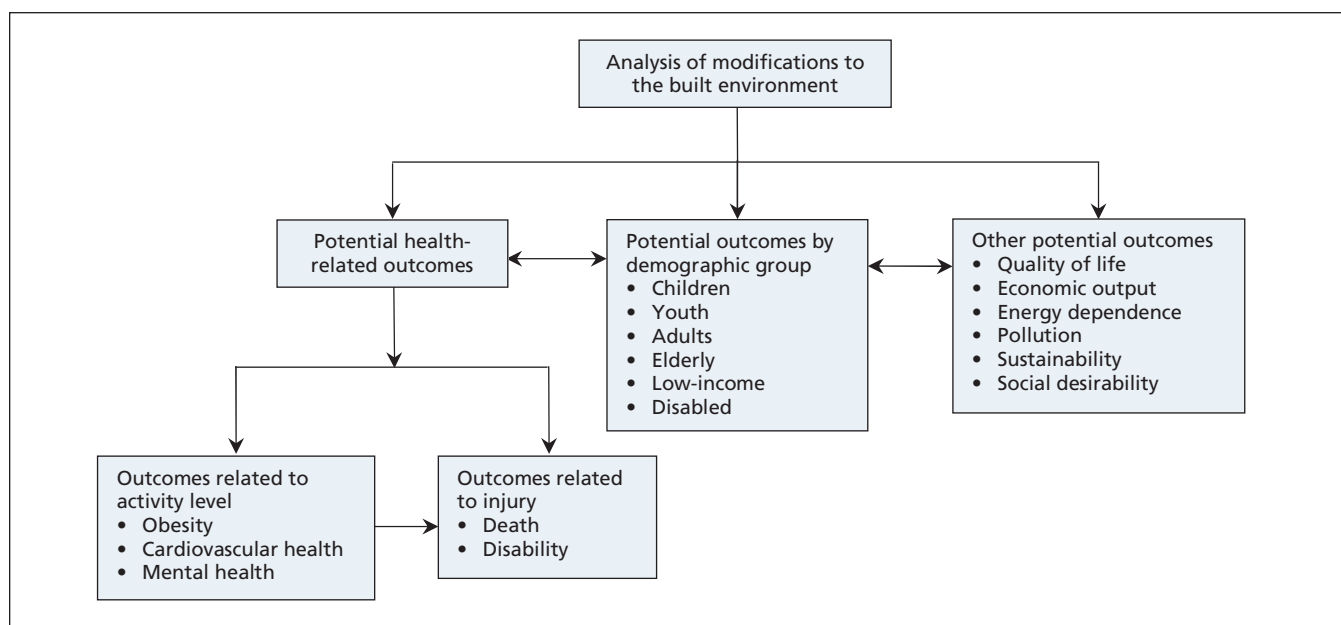 Analysis of modifications to
the built environment
Potential health-
related outcomes
Potential outcomes by
demographic group
• Children
• Youth
• Adults
• Elderly
• Low-income
• Disabled
Other potential outcomes
• Quality of life
• Economic output
• Energy dependence
• Pollution
• Sustainability
• Social desirability
Outcomes related to
activity level
• Obesity
• Cardiovascular health
• Mental health
Outcomes related
to injury
• Death
• Disability